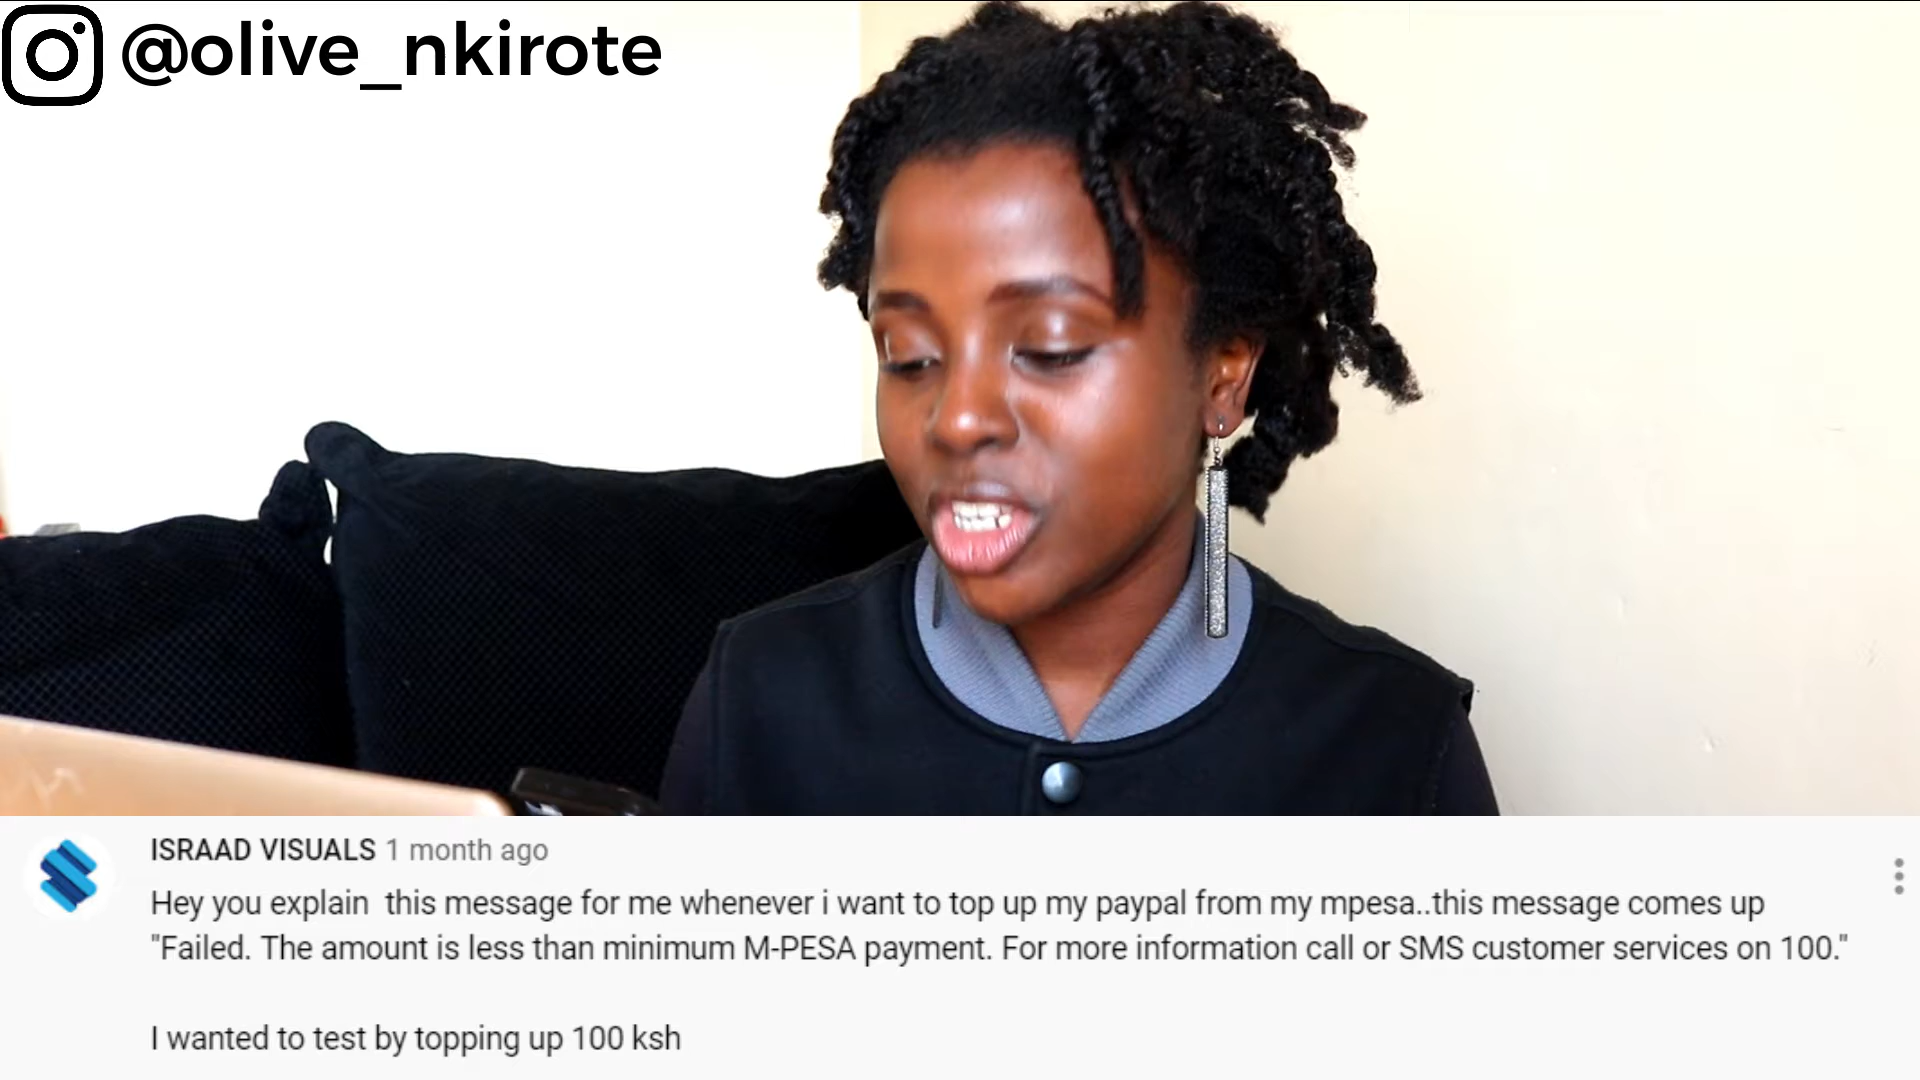 @olive_nkirote
ISRAAD VISUALS 1 month ago
Hey you explain  this message for me whenever i want to top up my paypal from my mpesa..this message comes up
"Failed. The amount is less than minimum M-PESA payment. For more information call or SMS customer services on 100."
I wanted to test by topping up 100 ksh